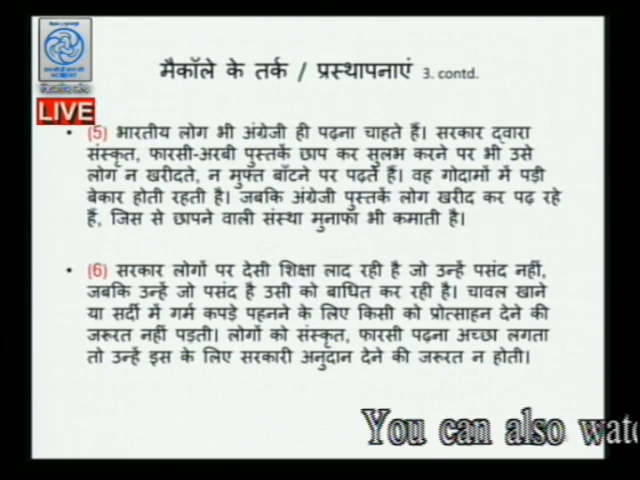 मैकॉले के तर्क / प्रस्थापनाएं 3. contd.
LIVE
• (5) भारतीय लोग भी अंग्रेजी ही पढ़ना चाहते हैं। सरकार द्वारा
संस्कृत, फारसी-अरबी पुस्तकें छाप कर सुलभ करने पर भी उसे
लोग न खरीदते, न मुफ्त बाँटने पर पढ़ते हैं। वह गोदामों में पड़ी
बेकार होती रहती है। जबकि अंग्रेजी पुस्तकें लोग खरीद कर पढ़ रहे
हैं, जिस से छापने वाली संस्था मुनाफा भी कमाती है।
• (6) सरकार लोगों पर देसी शिक्षा लाद रही है जो उन्हें पसंद नहीं,
जबकि उन्हें जो पसंद है उसी को बाधित कर रही है। चावल खाने
या सर्दी में गर्म कपड़े पहनने के लिए किसी को प्रोत्साहन देने की
जरूरत नहीं पड़ती। लोगों को संस्कृत, फारसी पढ़ना अच्छा लगता
तो उन्हें इस के लिए सरकारी अनुदान देने की जरूरत न होती।
You can also watc